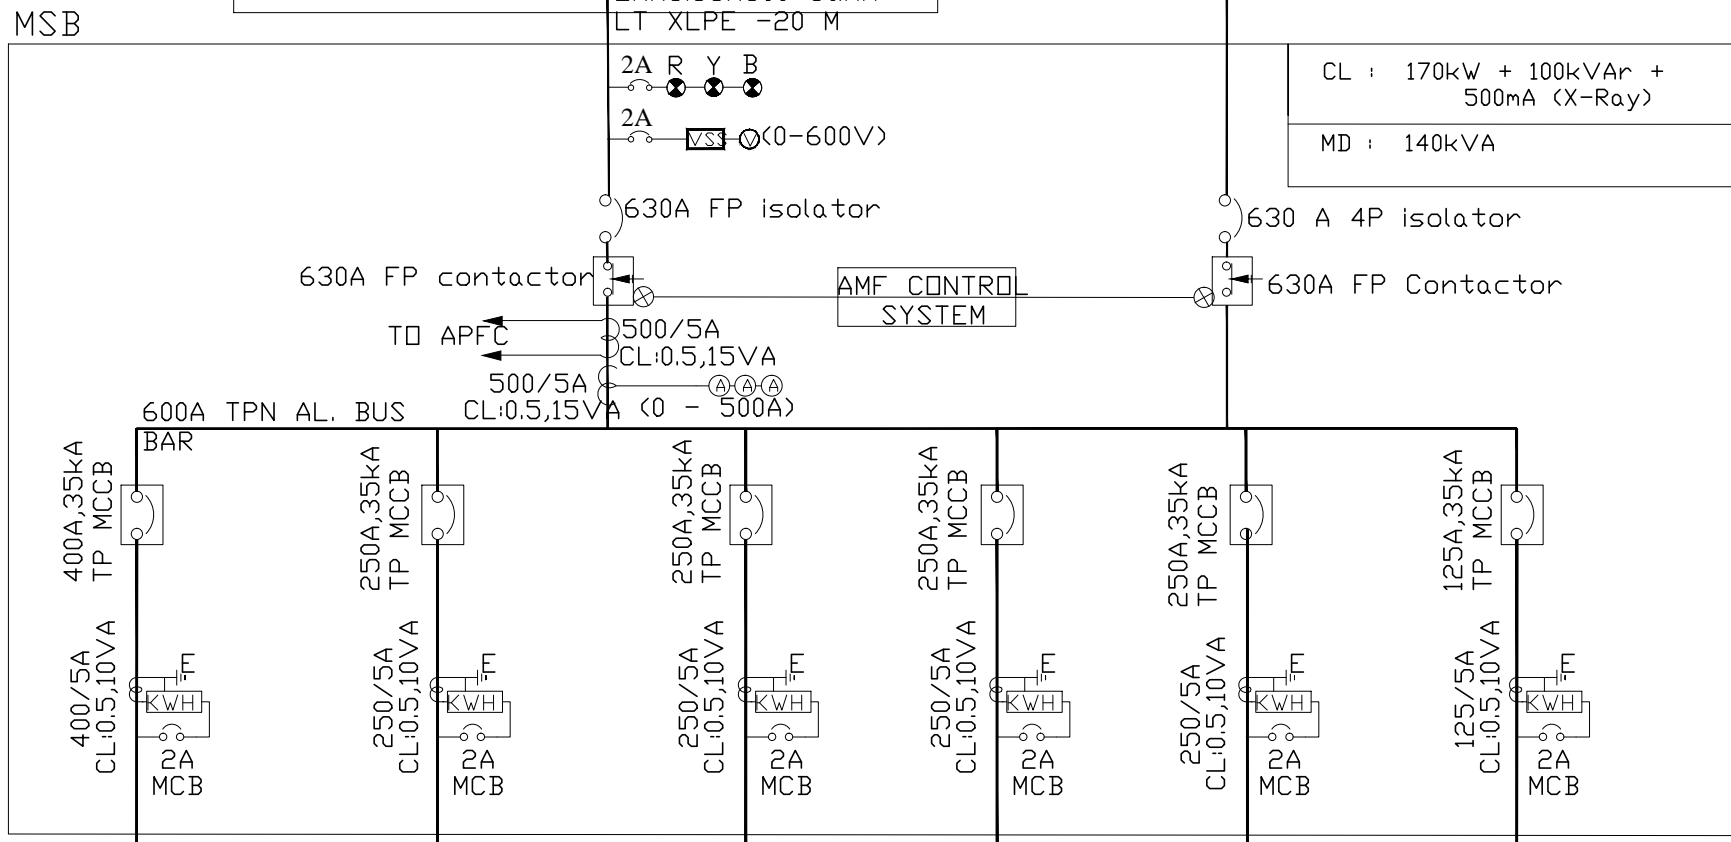 LT XLPE -20 M
MSB
2A R Y B
CL : 170kW + 100kVAr +
500mA (X-Ray)
2A
VSS V (0-600V)
MD : 140kVA
630A FP isolator
630 A 4P isolator
630A FP contactor
AMF CONTROL
SYSTEM
630A FP Contactor
TO APFC
500/5A
CL:0.5,15VA
500/5A
CL:0.5,15VA
A A A
(0 - 500A)
600A TPN AL. BUS
BAR
400A,35kA
TP MCCB
250A,35kA
TP MCCB
250A,35kA
TP MCCB
250A,35kA
TP MCCB
250A,35kA
TP MCCB
125A,35kA
TP MCCB
400/5A
CL:0.5,10VA
E
KWH
2A
MCB
250/5A
CL:0.5,10VA
E
KWH
2A
MCB
250/5A
CL:0.5,10VA
E
KWH
2A
MCB
250/5A
CL:0.5,10VA
E
KWH
2A
MCB
250/5A
CL:0.5,10VA
E
KWH
2A
MCB
125/5A
CL:0.5,10VA
E
KWH
2A
MCB